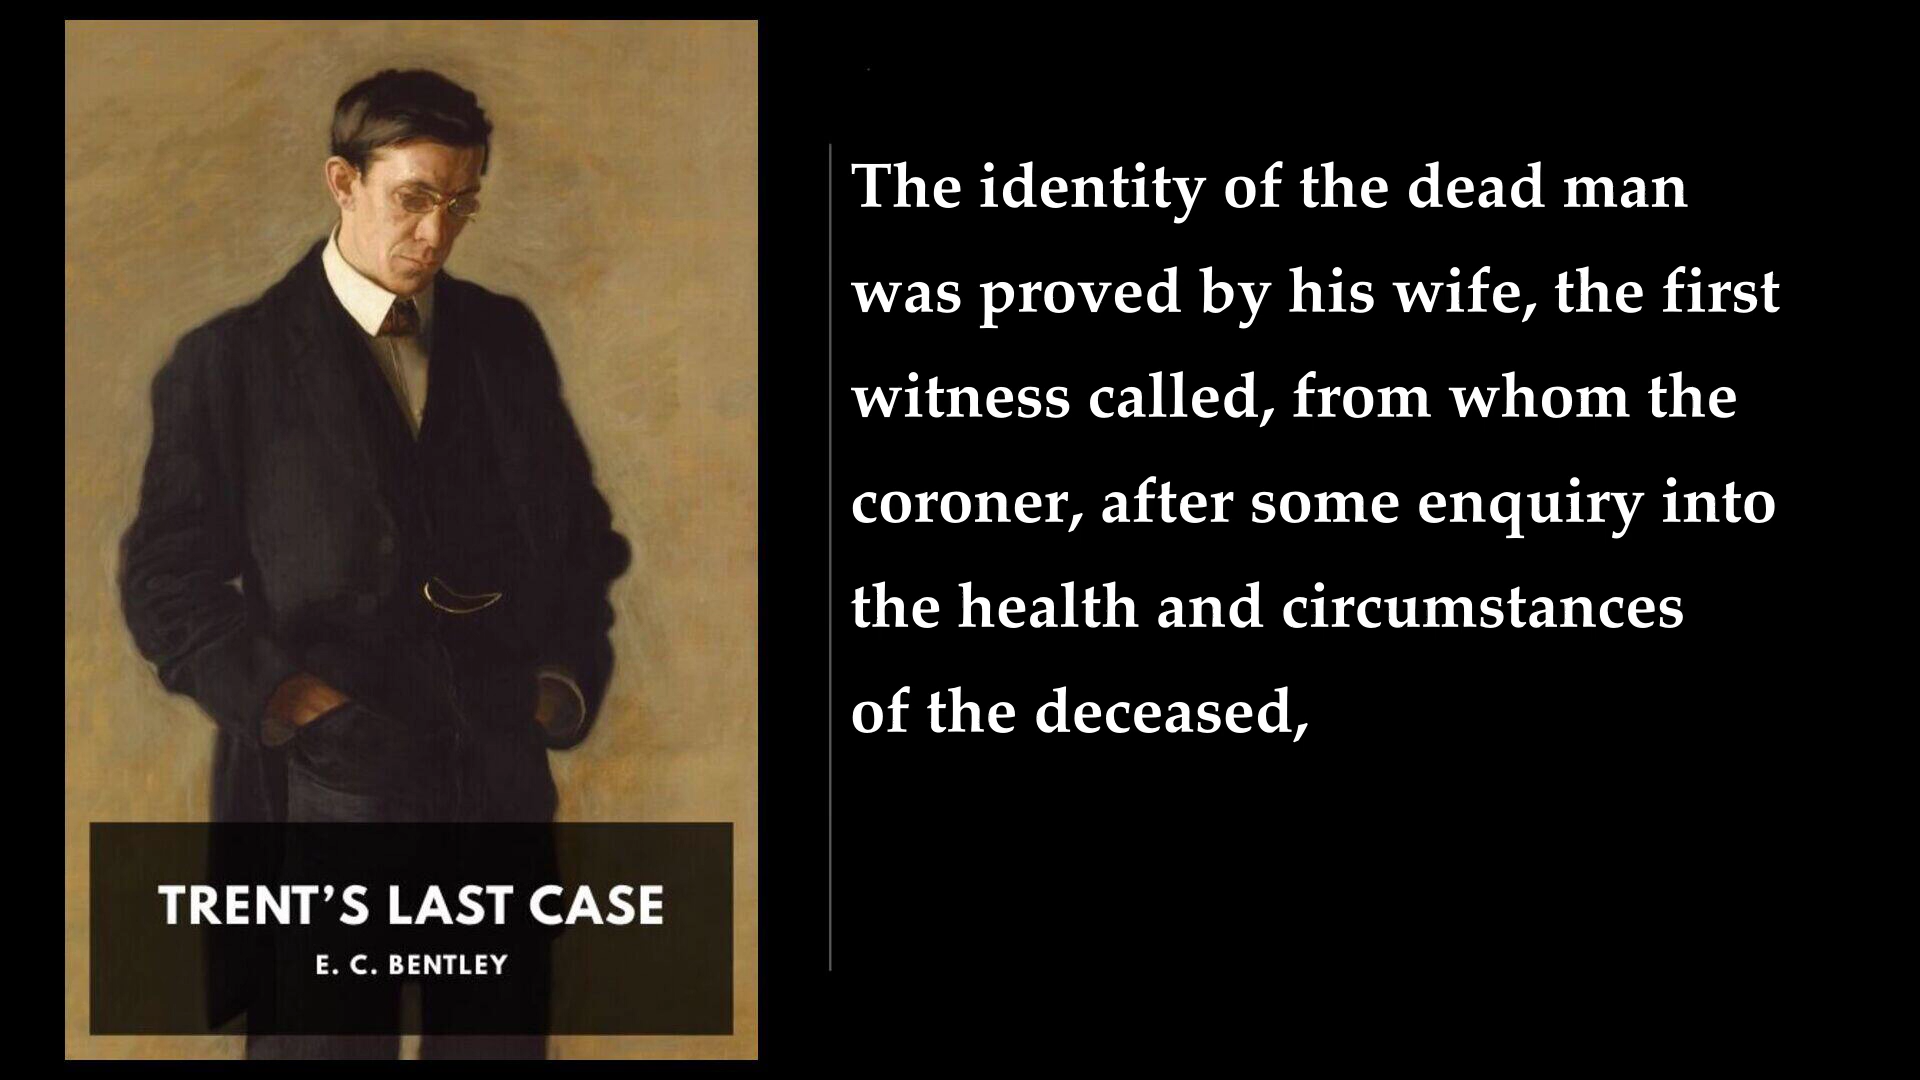 TRENT’S LAST CASE
E. C. BENTLEY
The identity of the dead man
was proved by his wife, the first
witness called, from whom the
coroner, after some enquiry into
the health and circumstances
of the deceased,